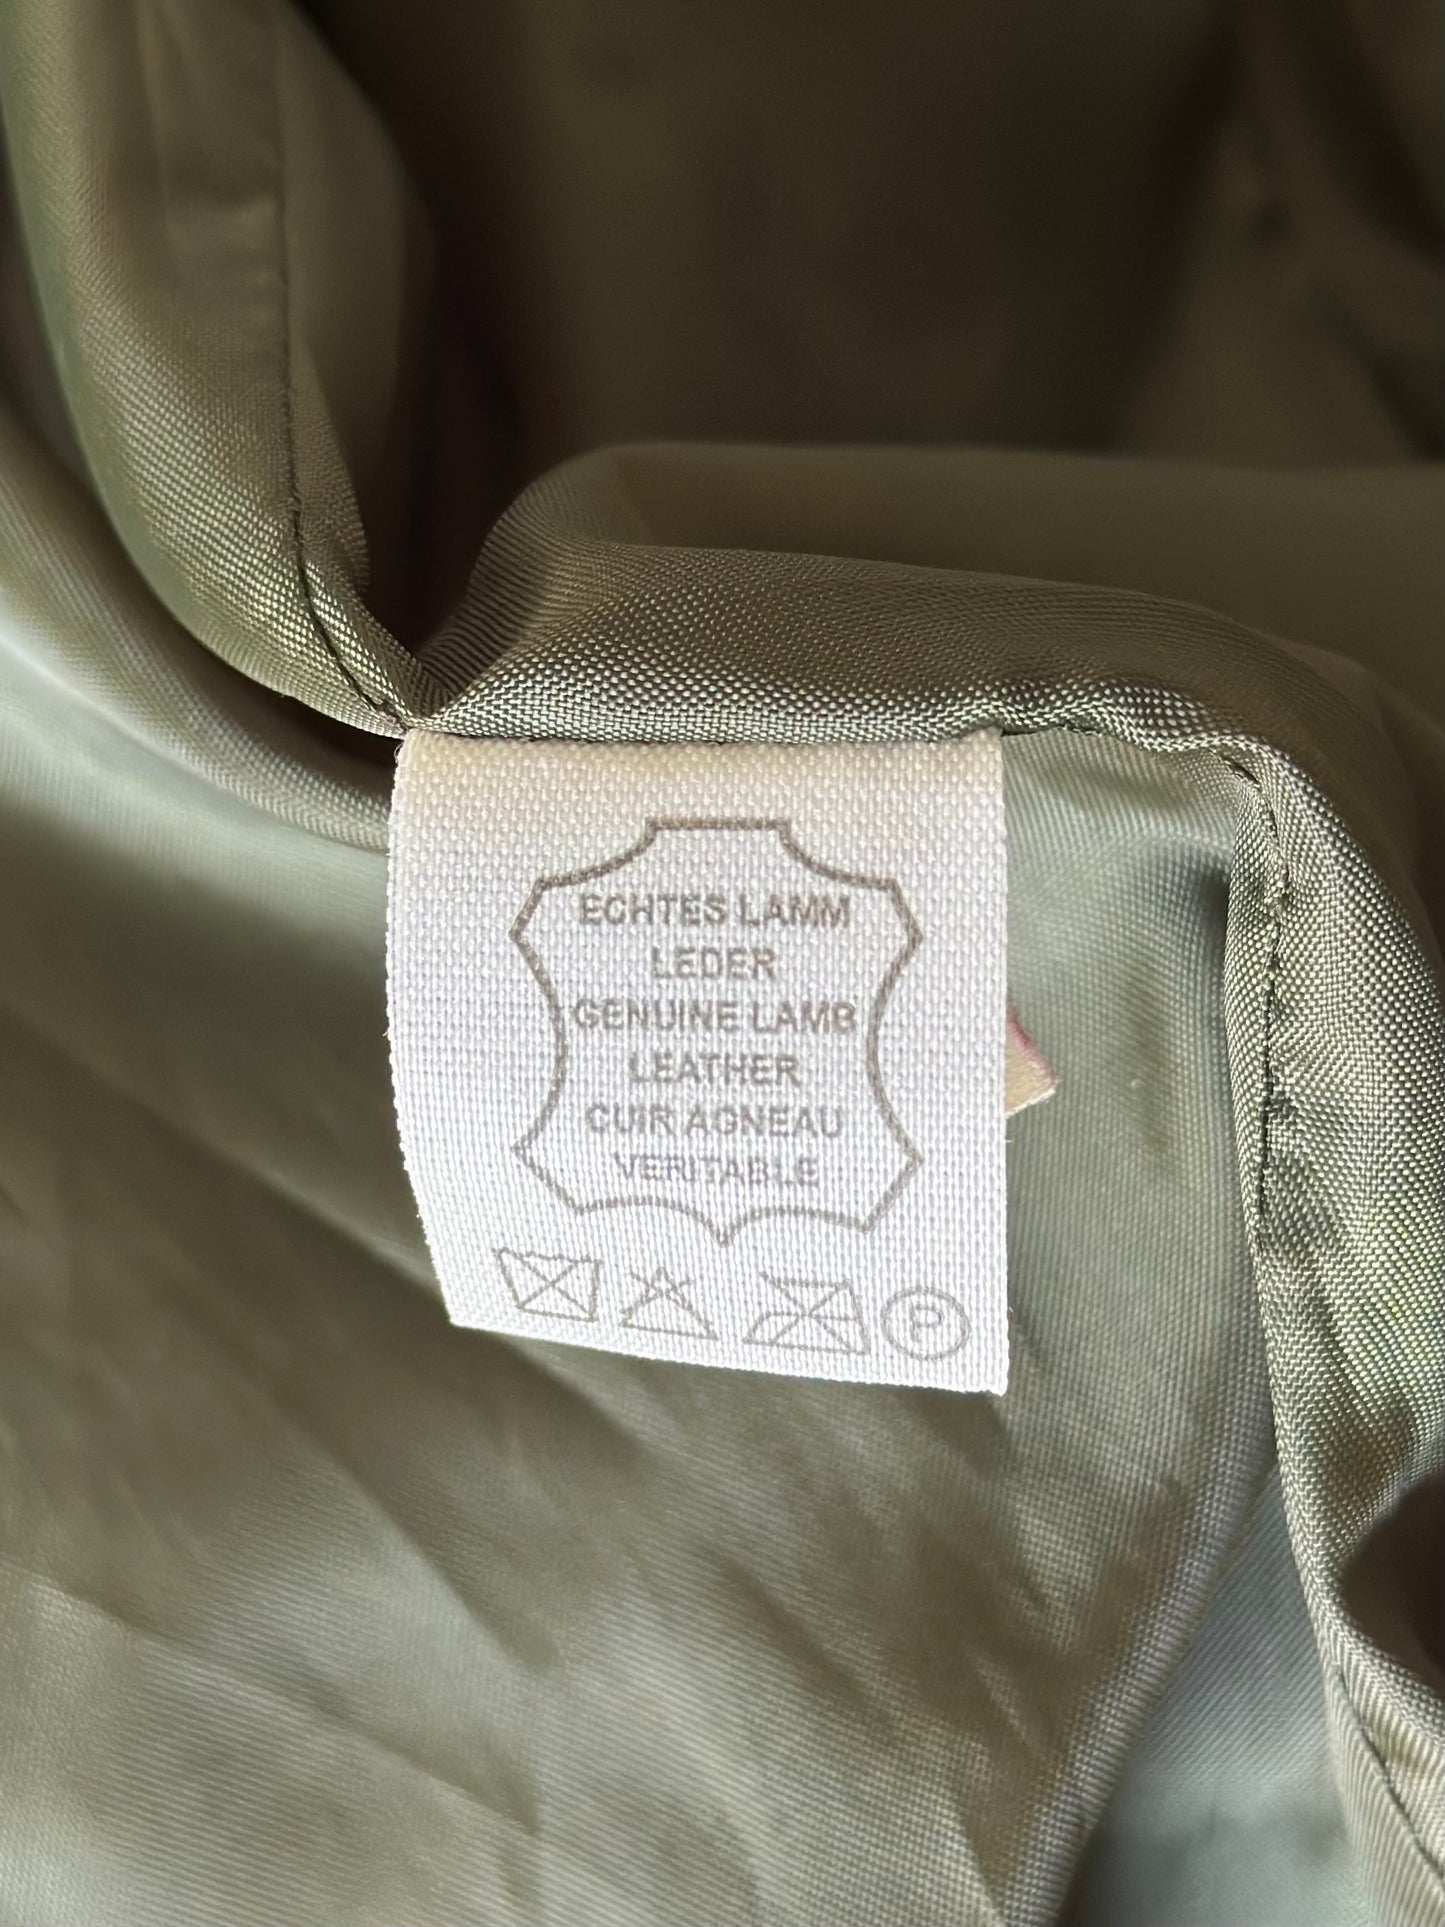 ECHTES LAMM
LEDER
GENUINE LAMB
LEATHER
CUIR AGNEAU
VERITABLE
P